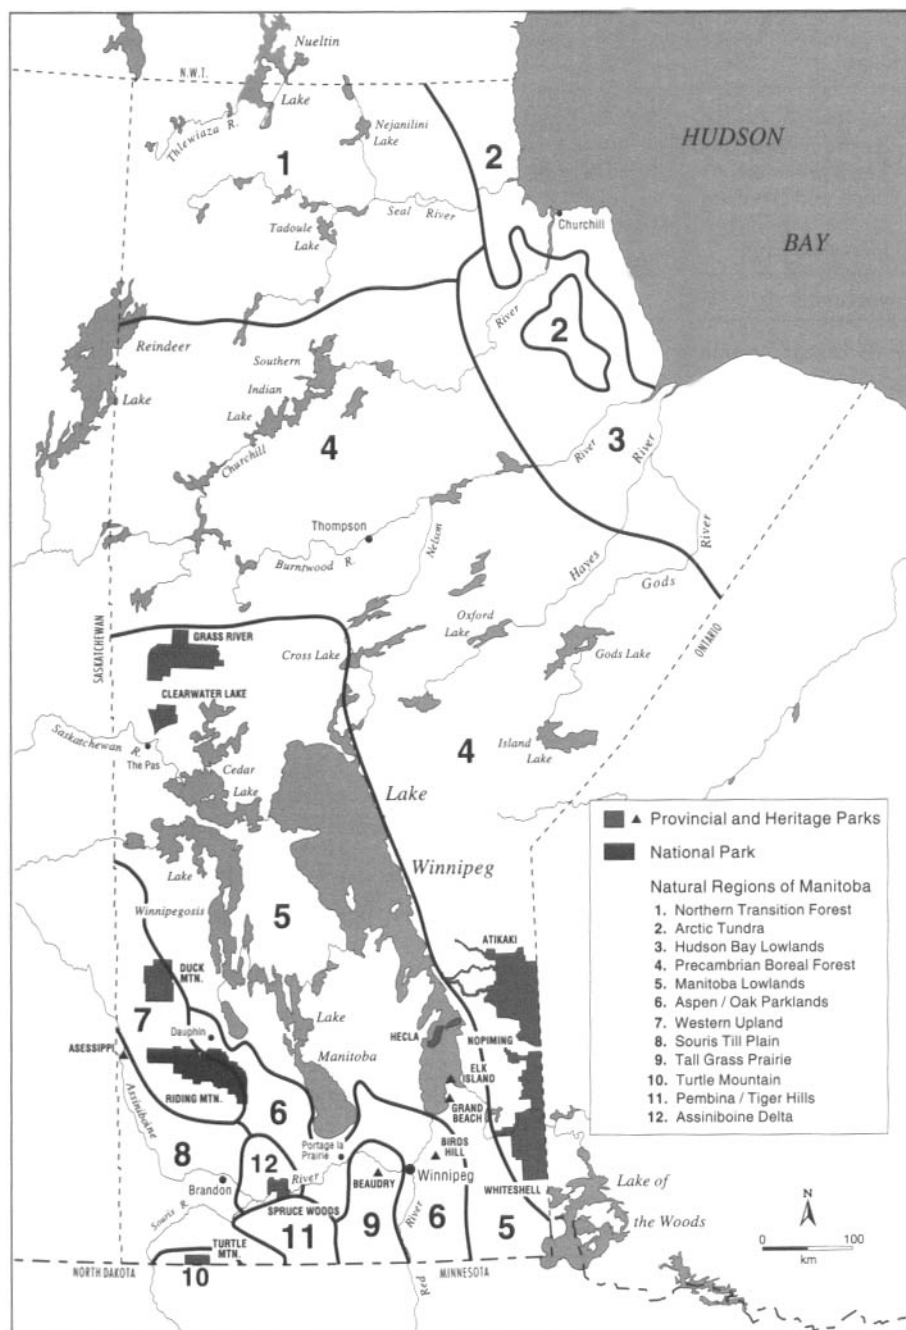 Nueltin
N.W.T.
Lake
Thlewiaza R.
Nejanilini
Lake
HUDSON
BAY
1
2
Seal River
Churchill
Tadoule
Lake
River
2
Reindeer
Lake
Southern
Indian
Lake
Churchill
4
3
River
River
Thompson
Burntwood R.
Nelson
Hayes
Gods
River
SASKATCHEWAN
ONTARIO
GRASS RIVER
Cross Lake
Oxford
Lake
Gods Lake
CLEARWATER LAKE
Saskatchewan R.
The Pas
Cedar
Lake
Island
Lake
4
Lake
Winnipeg
Lake
Winnipegosis
5
ATIKAKI
DUCK
MTN.
7
Dauphin
Lake
Manitoba
HECLA
NOPIMING
ASESSIPPI
ELK
ISLAND
RIDING MTN.
GRAND
BEACH
Assiniboine
6
8
Portage la
Prairie
BIRDS
HILL
12
River
BEAUDRY
Winnipeg
Brandon
SPRUCE WOODS
WHITESHELL
Souris R.
11
9
River
6
5
Lake of
the Woods
TURTLE
MTN.
10
NORTH DAKOTA
MINNESOTA
Red
Provincial and Heritage Parks
National Park
Natural Regions of Manitoba
1. Northern Transition Forest
2. Arctic Tundra
3. Hudson Bay Lowlands
4. Precambrian Boreal Forest
5. Manitoba Lowlands
6. Aspen / Oak Parklands
7. Western Upland
8. Souris Till Plain
9. Tall Grass Prairie
10. Turtle Mountain
11. Pembina / Tiger Hills
12. Assiniboine Delta
N
0 100
km